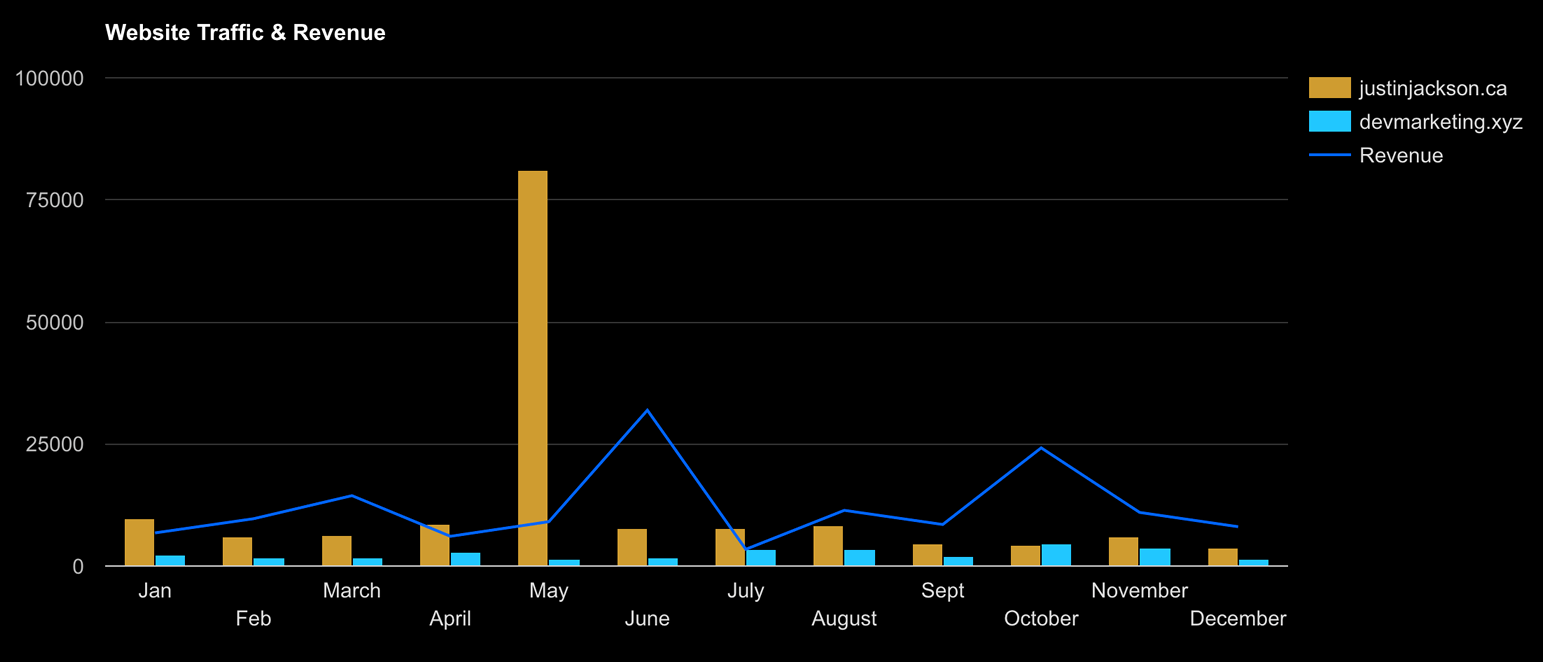 Website Traffic & Revenue
100000
75000
50000
25000
0
justinjackson.ca
devmarketing.xyz
Revenue
Jan
Feb
March
April
May
June
July
August
Sept
October
November
December